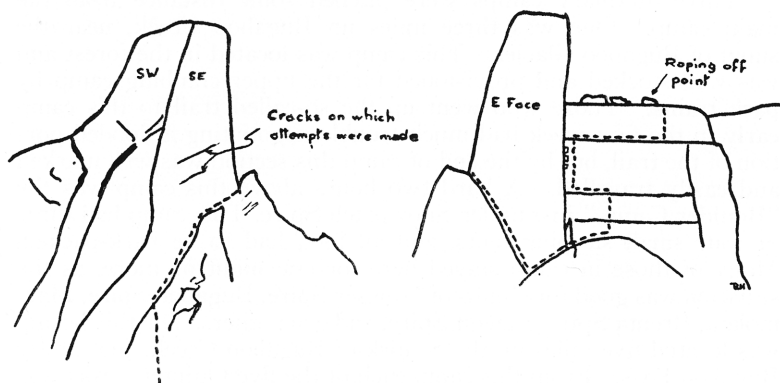 SW
SE
Cracks on which
attempts were made
E Face
Roping off
point